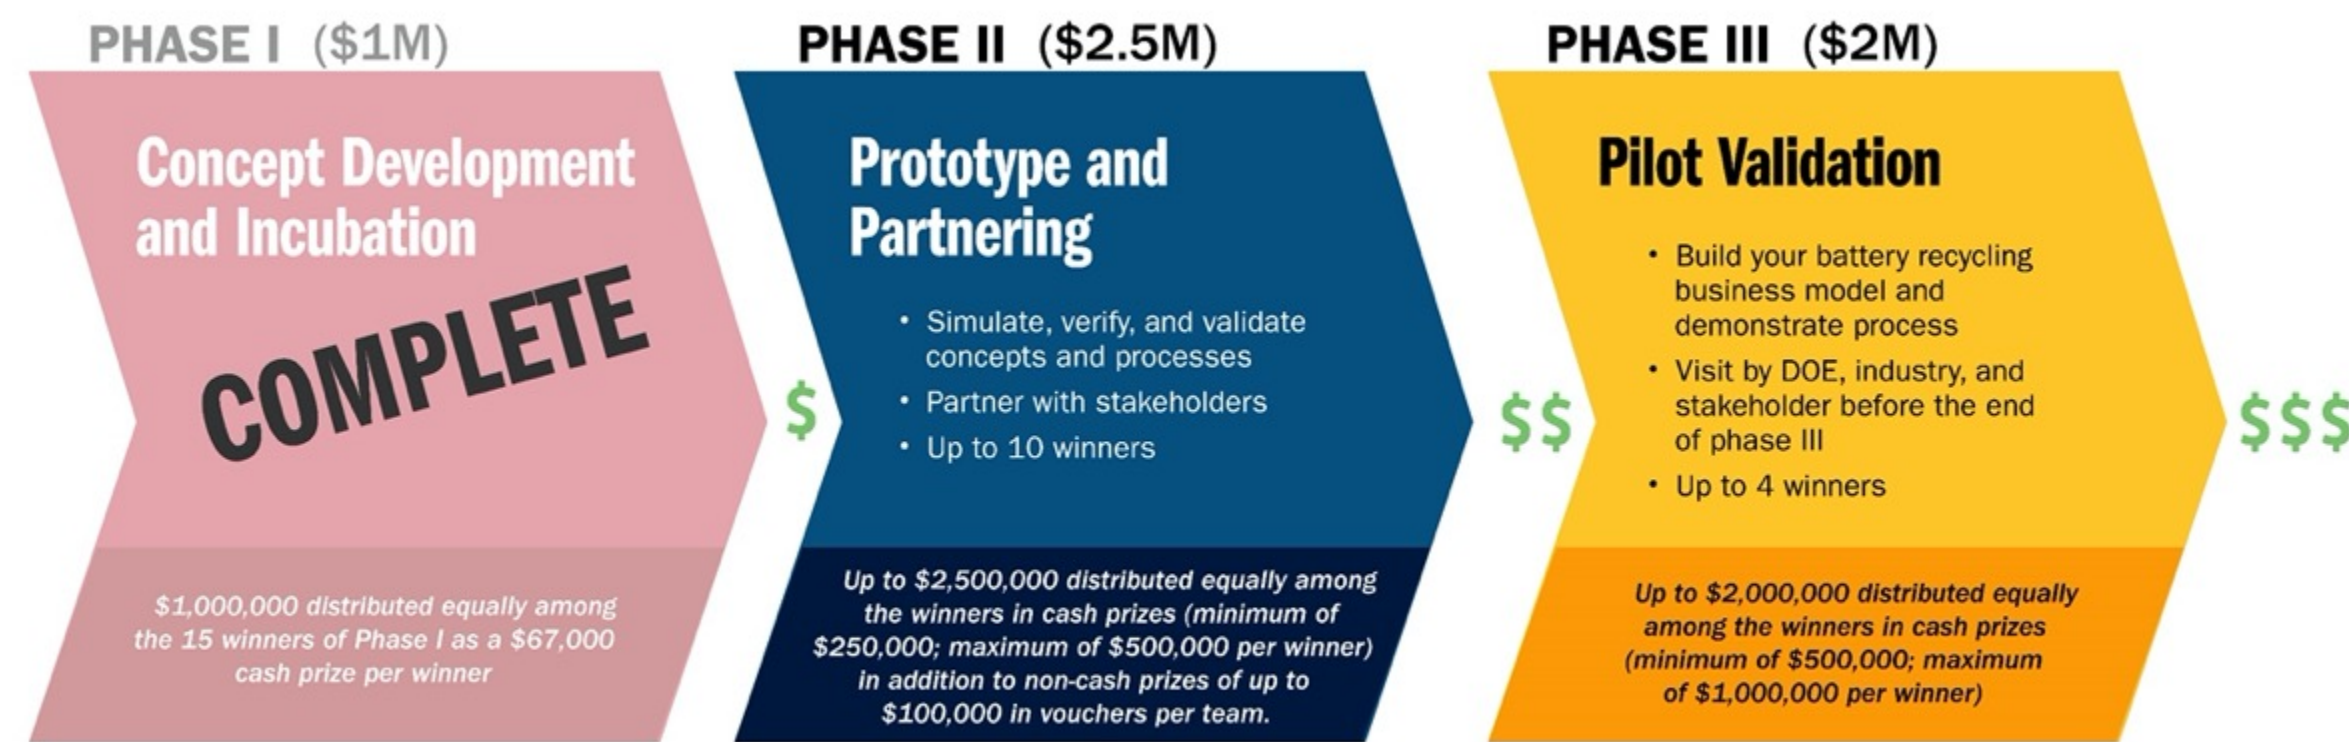 PHASE I ($1M)
Concept Development
and Incubation
COMPLETE
$1,000,000 distributed equally among
the 15 winners of Phase I as a $67,000
cash prize per winner
$
PHASE II ($2.5M)
Prototype and
Partnering
• Simulate, verify, and validate
concepts and processes
• Partner with stakeholders
• Up to 10 winners
Up to $2,500,000 distributed equally among
the winners in cash prizes (minimum of
$250,000; maximum of $500,000 per winner)
in addition to non-cash prizes of up to
$100,000 in vouchers per team.
$$
PHASE III ($2M)
Pilot Validation
• Build your battery recycling
business model and
demonstrate process
• Visit by DOE, industry, and
stakeholder before the end
of phase III
• Up to 4 winners
Up to $2,000,000 distributed equally
among the winners in cash prizes
(minimum of $500,000; maximum
of $1,000,000 per winner)
$$$